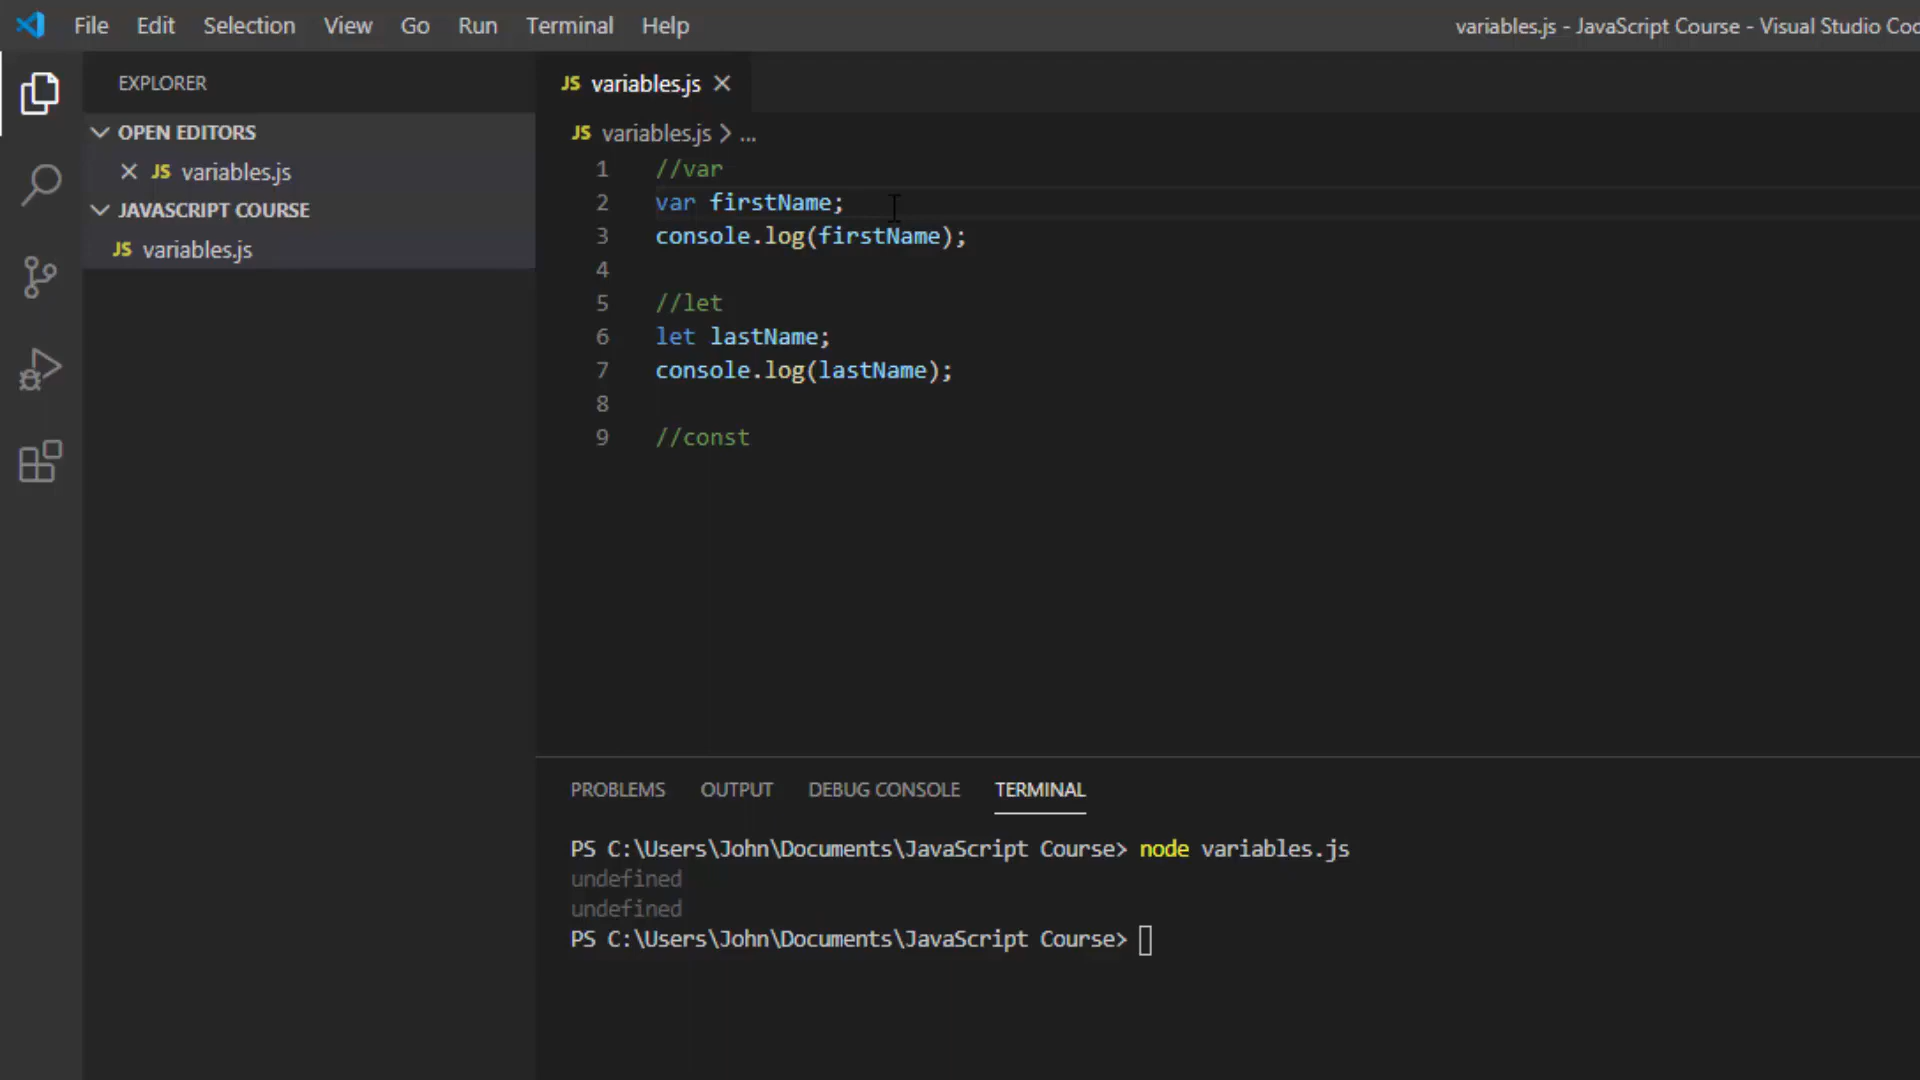 File Edit Selection View Go Run Terminal Help
variables.js - JavaScript Course - Visual Studio
EXPLORER
OPEN EDITORS
JS variables.js
JAVASCRIPT COURSE
JS variables.js
JS variables.js
JS variables.js > ...
1 //var
2 var firstName;
3 console.log(firstName);
4
5 //let
6 let lastName;
7 console.log(lastName);
8
9 //const
PROBLEMS OUTPUT DEBUG CONSOLE TERMINAL
PS C:\Users\John\Documents\JavaScript Course> node variables.js
undefined
undefined
PS C:\Users\John\Documents\JavaScript Course>